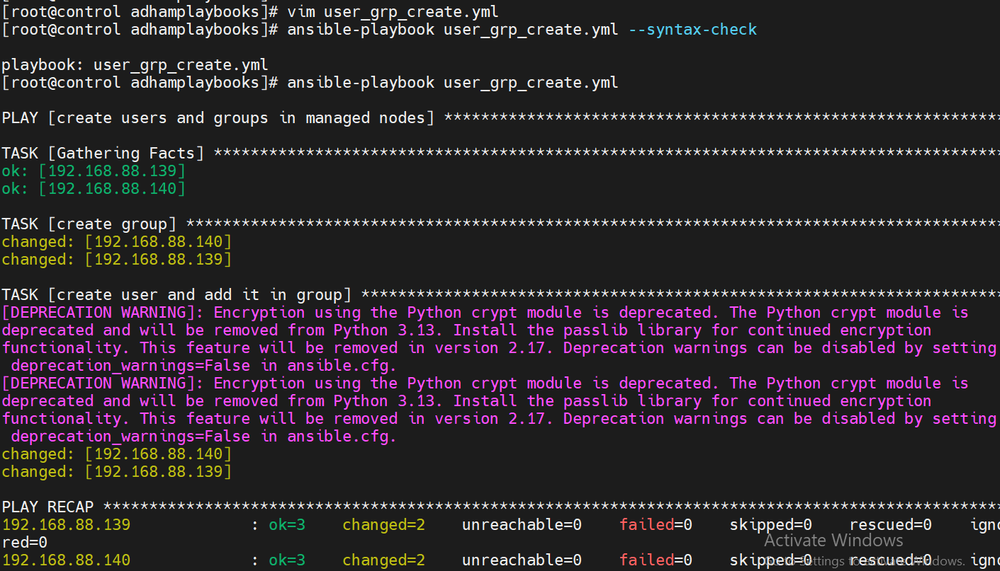 [root@control adhamplaybooks]# vim user_grp_create.yml
[root@control adhamplaybooks]# ansible-playbook user_grp_create.yml --syntax-check
playbook: user_grp_create.yml
[root@control adhamplaybooks]# ansible-playbook user_grp_create.yml
PLAY [create users and groups in managed nodes] *************************************************************
TASK [Gathering Facts] **************************************************************************************
ok: [192.168.88.139]
ok: [192.168.88.140]
TASK [create group] *****************************************************************************************
changed: [192.168.88.140]
changed: [192.168.88.139]
TASK [create user and add it in group] **********************************************************************
[DEPRECATION WARNING]: Encryption using the Python crypt module is deprecated. The Python crypt module is
deprecated and will be removed from Python 3.13. Install the passlib library for continued encryption
functionality. This feature will be removed in version 2.17. Deprecation warnings can be disabled by setting
 deprecation_warnings=False in ansible.cfg.
[DEPRECATION WARNING]: Encryption using the Python crypt module is deprecated. The Python crypt module is
deprecated and will be removed from Python 3.13. Install the passlib library for continued encryption
functionality. This feature will be removed in version 2.17. Deprecation warnings can be disabled by setting
 deprecation_warnings=False in ansible.cfg.
changed: [192.168.88.140]
changed: [192.168.88.139]
PLAY RECAP **************************************************************************************************
192.168.88.139             : ok=3    changed=2    unreachable=0    failed=0    skipped=0    rescued=0    igno
red=0
Activate Windows
192.168.88.140             : ok=3    changed=2    unreachable=0    failed=0    skipped=0    rescued=0    igno
Go to Settings to activate Windows.